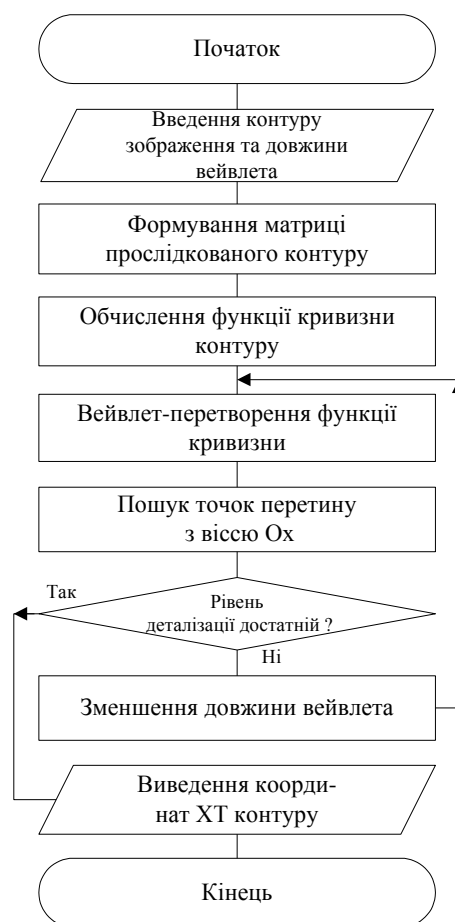 Початок
Введення контуру
зображення та довжини
вейвлета
Формування матриці
прослідкованого контуру
Обчислення функції кривизни
контуру
Вейвлет-перетворення функції
кривизни
Пошук точок перетину
з віссю Ох
Так
Рівень
деталізації достатній ?
Ні
Зменшення довжини вейвлета
Виведення коорди-
нат ХТ контуру
Кінець